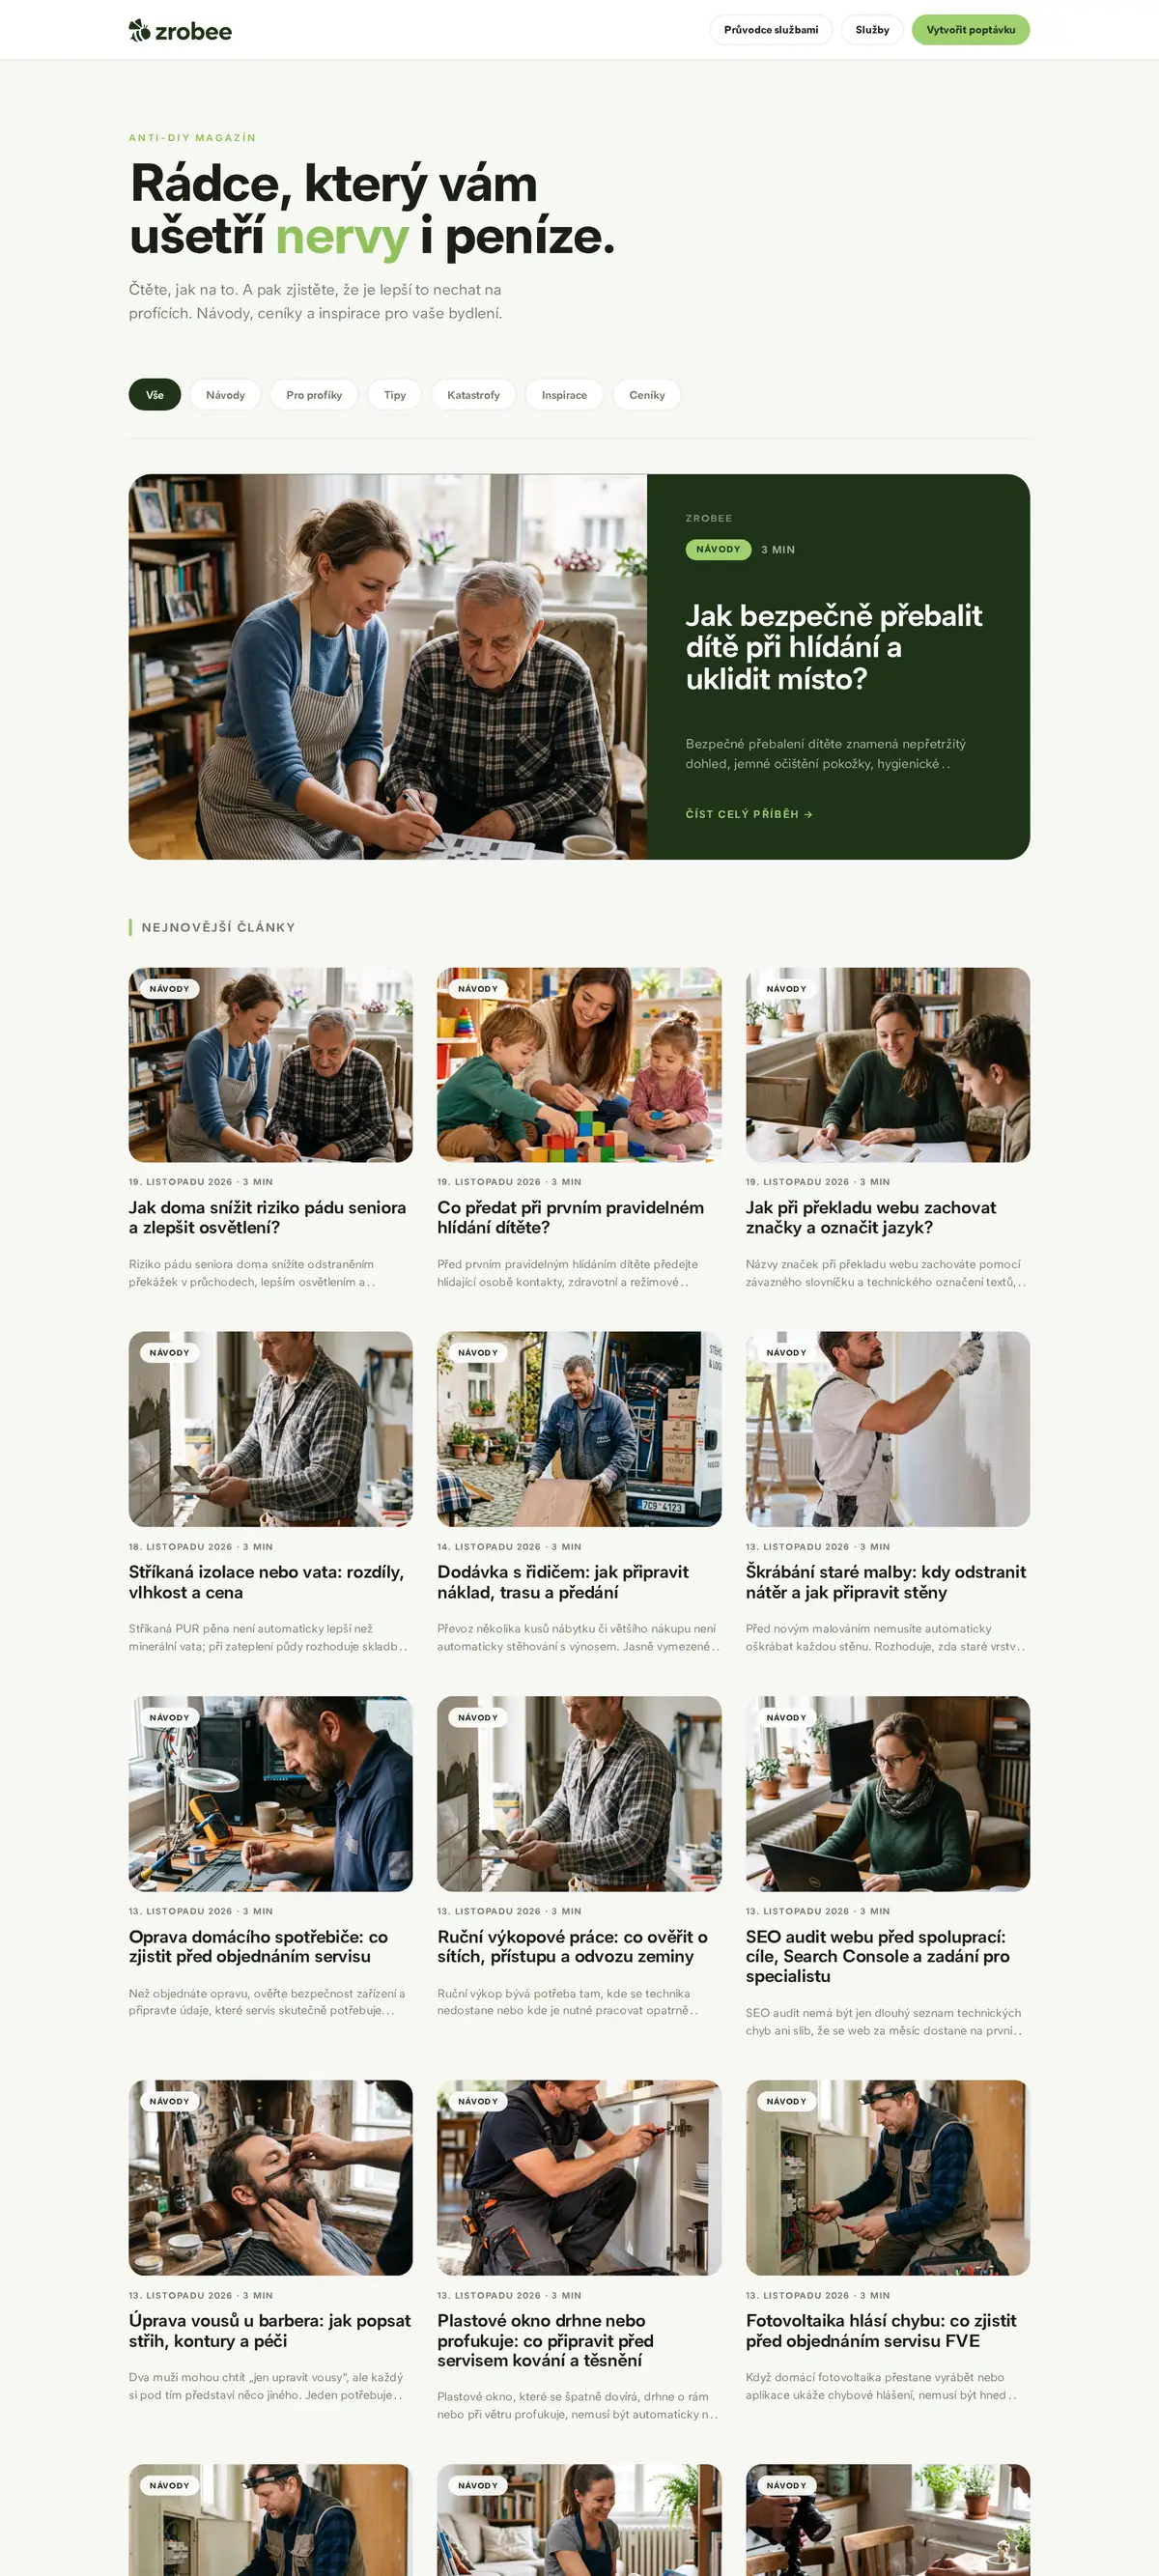 zrobee
Průvodce službami
Služby
Vytvořit poptávku
ANTI-DIY MAGAZÍN
Rádce, který vám
ušetří nervy i peníze.
Čtěte, jak na to. A pak zjistěte, že je lepší to nechat na
profících. Návody, ceníky a inspirace pro vaše bydlení.
Vše
Návody
Pro profíky
Tipy
Katastrofy
Inspirace
Ceníky
ZROBEE
NÁVODY
3 MIN
Jak bezpečně přebalit
dítě při hlídání a
uklidit místo?
Bezpečné přebalení dítěte znamená nepřetržitý
dohled, jemné očištění pokožky, hygienické..
ČÍST CELÝ PŘÍBĚH →
NEJNOVĚJŠÍ ČLÁNKY
NÁVODY
19. LISTOPADU 2026 · 3 MIN
Jak doma snížit riziko pádu seniora
a zlepšit osvětlení?
Riziko pádu seniora doma snížíte odstraněním
překážek v průchodech, lepším osvětlením a..
NÁVODY
19. LISTOPADU 2026 · 3 MIN
Co předat při prvním pravidelném
hlídání dítěte?
Před prvním pravidelným hlídáním dítěte předejte
hlídající osobě kontakty, zdravotní a režimové..
NÁVODY
19. LISTOPADU 2026 · 3 MIN
Jak při překladu webu zachovat
značky a označit jazyk?
Názvy značek při překladu webu zachováte pomocí
závazného slovníčku a technického označení textů,..
NÁVODY
18. LISTOPADU 2026 · 3 MIN
Stříkaná izolace nebo vata: rozdíly,
vlhkost a cena
Stříkaná PUR pěna není automaticky lepší než
minerální vata; při zateplení půdy rozhoduje skladb..
NÁVODY
7C9 4123
14. LISTOPADU 2026 · 3 MIN
Dodávka s řidičem: jak připravit
náklad, trasu a předání
Převoz několika kusů nábytku či většího nákupu není
automaticky stěhování s výnosem. Jasně vymezené..
NÁVODY
13. LISTOPADU 2026 · 3 MIN
Škrábání staré malby: kdy odstranit
nátěr a jak připravit stěny
Před novým malováním nemusíte automaticky
oškrábat každou stěnu. Rozhoduje, zda staré vrstv..
NÁVODY
13. LISTOPADU 2026 · 3 MIN
Oprava domácího spotřebiče: co
zjistit před objednáním servisu
Než objednáte opravu, ověřte bezpečnost zařízení a
připravte údaje, které servis skutečně potřebuje...
NÁVODY
13. LISTOPADU 2026 · 3 MIN
Ruční výkopové práce: co ověřit o
sítích, přístupu a odvozu zeminy
Ruční výkop bývá potřeba tam, kde se technika
nedostane nebo kde je nutné pracovat opatrně..
NÁVODY
13. LISTOPADU 2026 · 3 MIN
SEO audit webu před spoluprací:
cíle, Search Console a zadání pro
specialistu
SEO audit nemá být jen dlouhý seznam technických
chyb ani slib, že se web za měsíc dostane na první..
NÁVODY
13. LISTOPADU 2026 · 3 MIN
Úprava vousů u barbera: jak popsat
střih, kontury a péči
Dva muži mohou chtít „jen upravit vousy“, ale každý
si pod tím představí něco jiného. Jeden potřebuje..
NÁVODY
13. LISTOPADU 2026 · 3 MIN
Plastové okno drhne nebo
profukuje: co připravit před
servisem kování a těsnění
Plastové okno, které se špatně dovírá, drhne o rám
nebo při větru profukuje, nemusí být automaticky n..
NÁVODY
13. LISTOPADU 2026 · 3 MIN
Fotovoltaika hlásí chybu: co zjistit
před objednáním servisu FVE
Když domácí fotovoltaika přestane vyrábět nebo
aplikace ukáže chybové hlášení, nemusí být hned..
NÁVODY
NÁVODY
NÁVODY